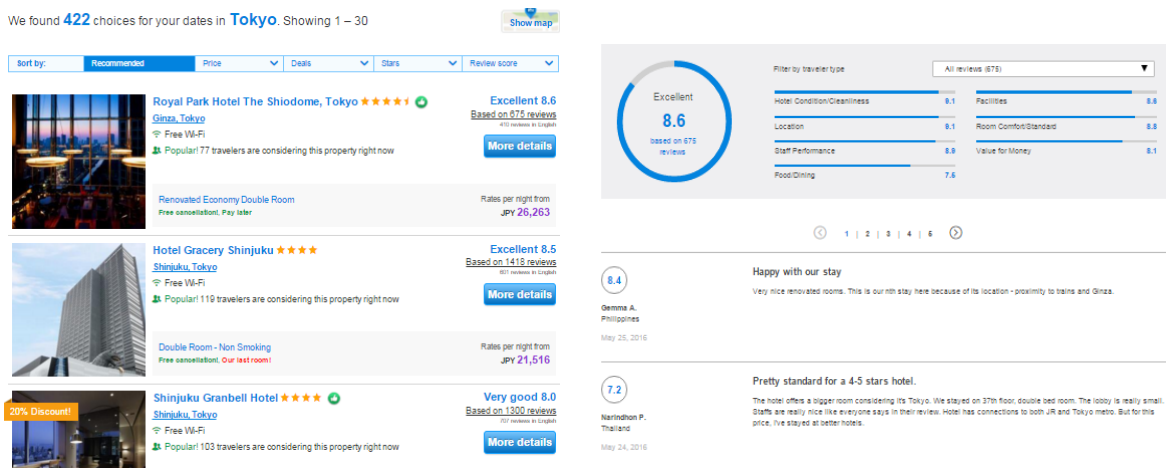 We found 422 choices for your dates in Tokyo. Showing 1 – 30
Show map
Sort by:
Recommended
Price
Deals
Stars
Review score
Royal Park Hotel The Shiodome, Tokyo
Ginza, Tokyo
Free Wi-Fi
Popular! 77 travelers are considering this property right now
Excellent 8.6
Based on 675 reviews
410 reviews in English
More details
Renovated Economy Double Room
Free cancellation!, Pay later
Rates per night from
JPY 26,263
Hotel Gracery Shinjuku
Shinjuku, Tokyo
Free Wi-Fi
Popular! 119 travelers are considering this property right now
Excellent 8.5
Based on 1418 reviews
601 reviews in English
More details
Double Room - Non Smoking
Free cancellation!, Our last room!
Rates per night from
JPY 21,516
20% Discount!
Shinjuku Granbell Hotel
Shinjuku, Tokyo
Free Wi-Fi
Popular! 103 travelers are considering this property right now
Very good 8.0
Based on 1300 reviews
707 reviews in English
More details
Excellent
8.6
based on 675
reviews
Filter by traveler type
All reviews (675)
Hotel Condition/Cleanliness 9.1
Facilities 8.6
Location 9.1
Room Comfort/Standard 8.8
Staff Performance 8.9
Value for Money 8.1
Food/Dining 7.5
1 | 2 | 3 | 4 | 5
8.4
Gemma A.
Philippines
May 25, 2016
Happy with our stay
Very nice renovated rooms. This is our nth stay here because of its location - proximity to trains and Ginza.
7.2
Narindhon P.
Thailand
May 24, 2016
Pretty standard for a 4-5 stars hotel.
The hotel offers a bigger room considering it's Tokyo. We stayed on 37th floor, double bed room. The lobby is really small.
Staffs are really nice like everyone says in their review. Hotel has connections to both JR and Tokyo metro. But for this
price, I've stayed at better hotels.